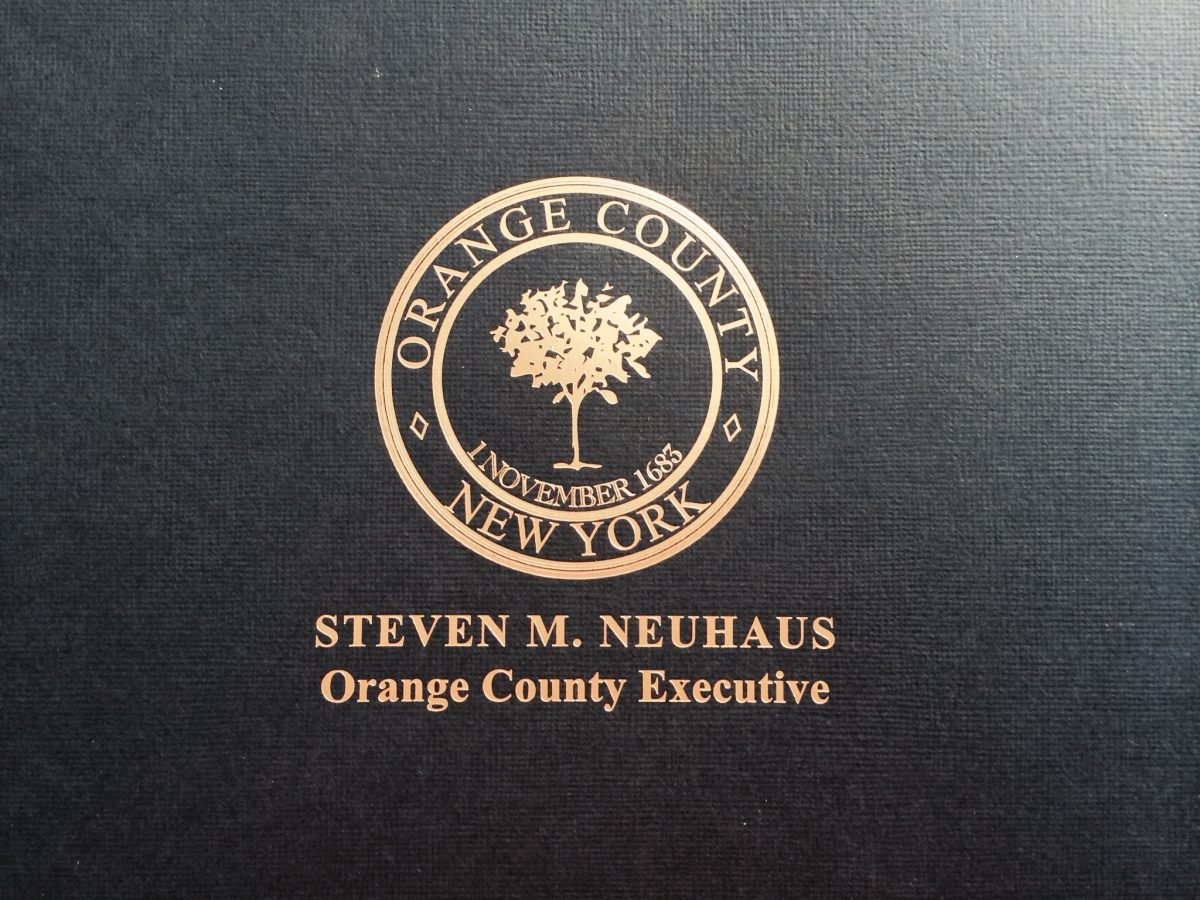 ORANGE COUNTY
1 NOVEMBER 1683
NEW YORK
STEVEN M. NEUHAUS
Orange County Executive